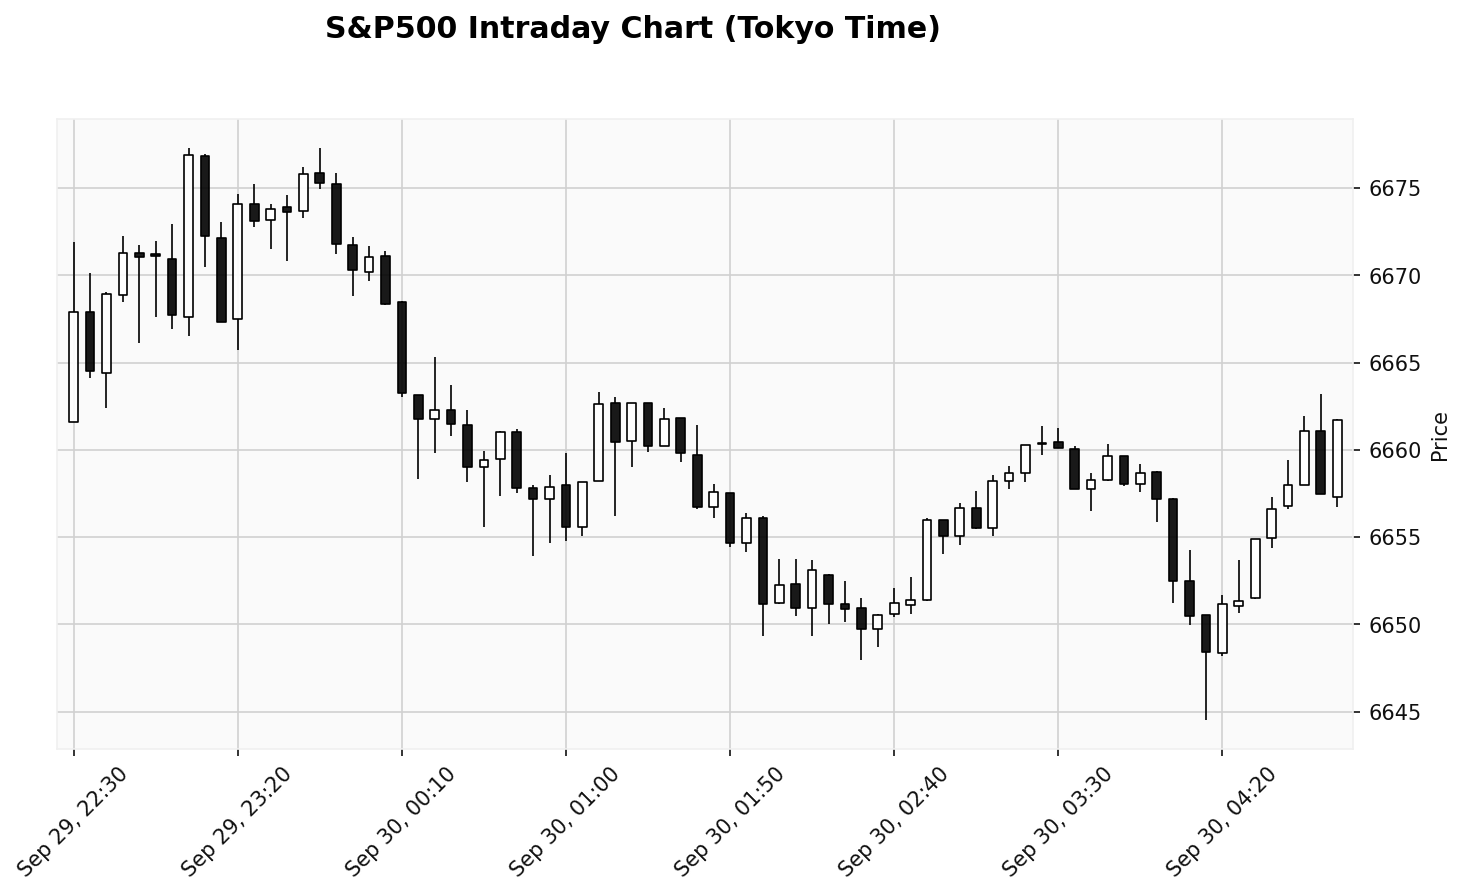 S&P500 Intraday Chart (Tokyo Time)
6675
6670
6665
6660
6655
6650
6645
Price
Sep 29, 22:30
Sep 29, 23:20
Sep 30, 00:10
Sep 30, 01:00
Sep 30, 01:50
Sep 30, 02:40
Sep 30, 03:30
Sep 30, 04:20